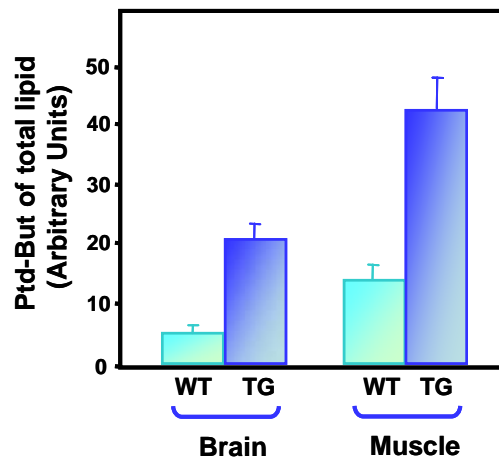 Ptd-But of total lipid
(Arbitrary Units)
50
40
30
20
10
0
WT TG WT TG
Brain Muscle